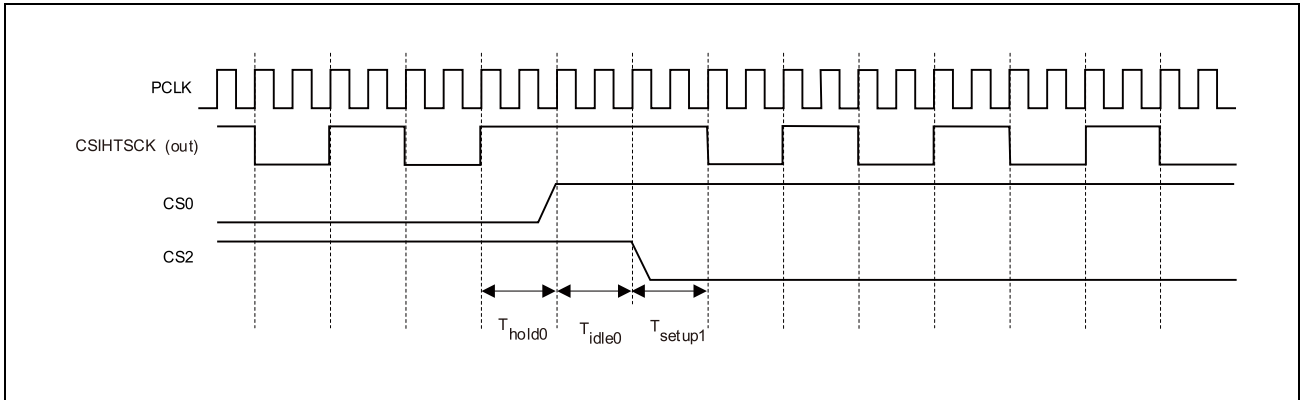 PCLK
CSIHTSCK (out)
CS0
CS2
Thold0 Tidle0 Tsetup1